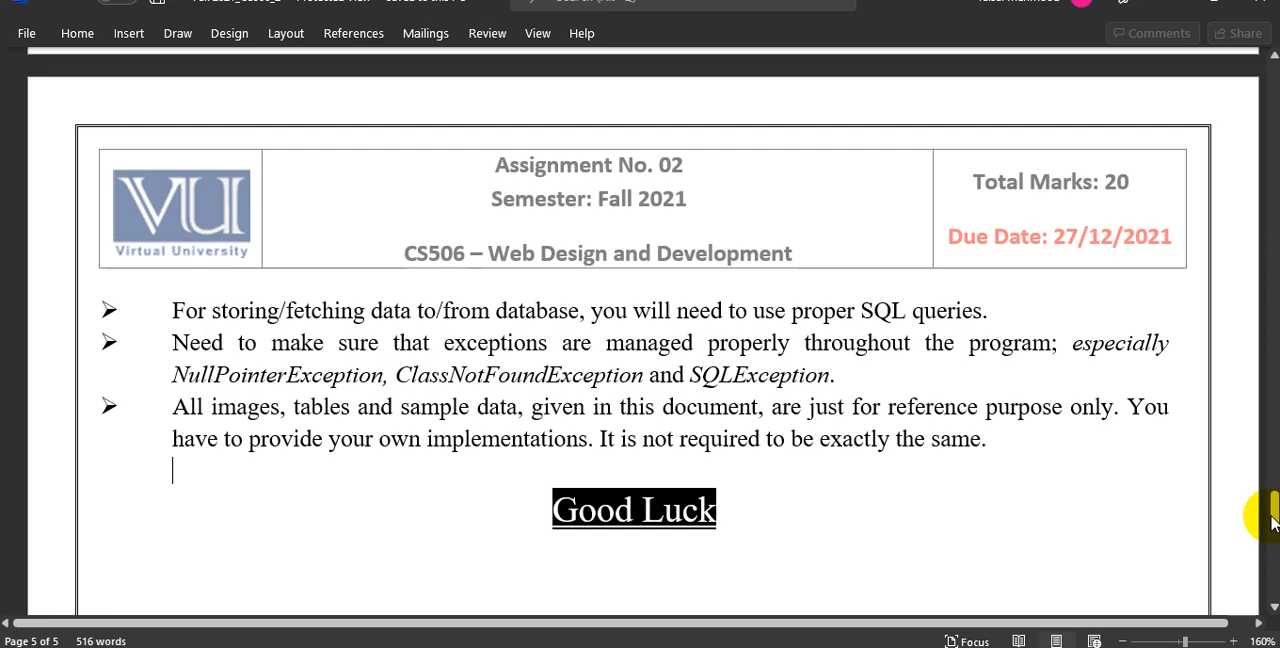 File Home Insert Draw Design Layout References Mailings Review View Help Comments Share
Assignment No. 02
Semester: Fall 2021
CS506 – Web Design and Development
Total Marks: 20
Due Date: 27/12/2021
VU
Virtual University
➢ For storing/fetching data to/from database, you will need to use proper SQL queries.
➢ Need to make sure that exceptions are managed properly throughout the program; especially
NullPointerException, ClassNotFoundException and SQLException.
➢ All images, tables and sample data, given in this document, are just for reference purpose only. You
have to provide your own implementations. It is not required to be exactly the same.
Good Luck
Page 5 of 5 516 words Focus 160%